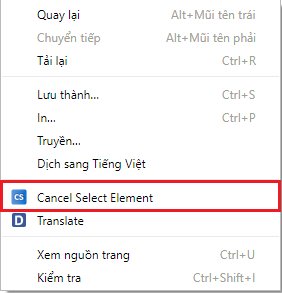 Quay lại Alt+Mũi tên trái
Chuyển tiếp Alt+Mũi tên phải
Tải lại Ctrl+R
Lưu thành... Ctrl+S
In... Ctrl+P
Truyền...
Dịch sang Tiếng Việt
CS Cancel Select Element
D Translate
Xem nguồn trang Ctrl+U
Kiểm tra Ctrl+Shift+I